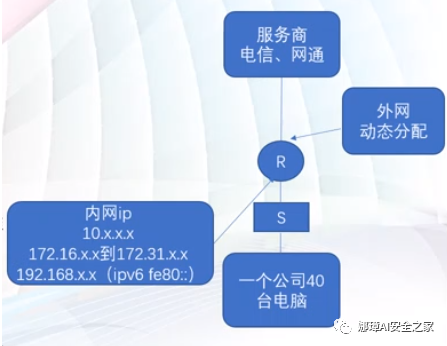 服务商
电信、网通
外网
动态分配
R
S
内网ip
10.x.x.x
172.16.x.x到172.31.x.x
192.168.x.x（ipv6 fe80::）
一个公司40
台电脑
娜璋AI安全之家